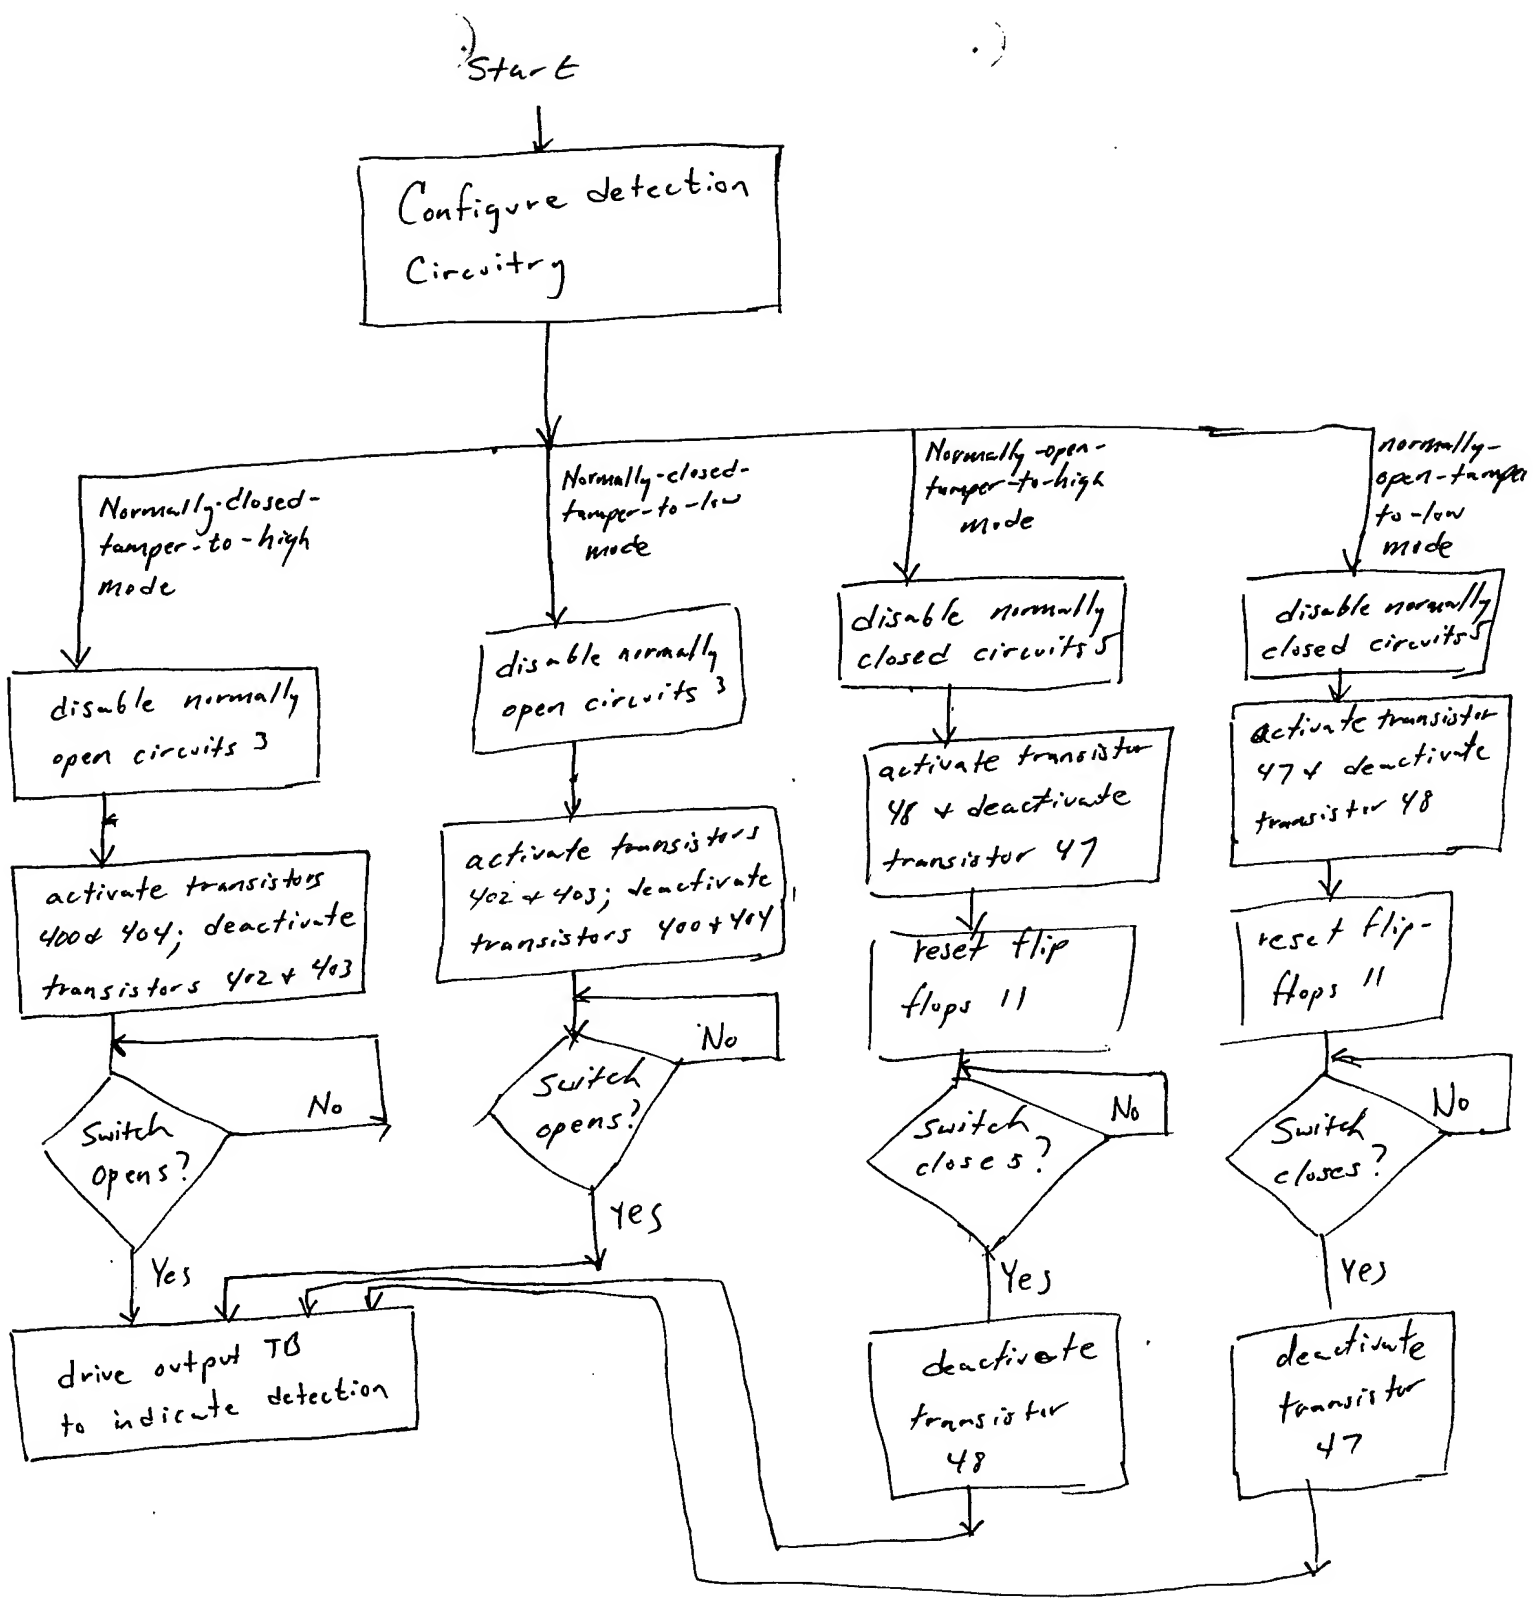 Start
Configure detection
Circuitry
Normally-closed-
tamper-to-high
mode
disable normally
open circuits 3
activate transistors
400 & 404; deactivate
transistors 402 & 403
Switch
opens?
No
Yes
Normally-closed-
tamper-to-low
mode
disable normally
open circuits 3
activate transistors
402 & 403; deactivate
transistors 400 & 404
Switch
opens?
No
Yes
Normally-open-
tamper-to-high
mode
disable normally
closed circuits 5
activate transistor
48 & deactivate
transistor 47
reset flip
flops 11
Switch
closes?
No
Yes
deactivate
transistor
48
normally-
open-tamper
to-low
mode
disable normally
closed circuits 5
activate transistor
47 & deactivate
transistor 48
reset flip-
flops 11
Switch
closes?
No
Yes
deactivate
transistor
47
drive output TB
to indicate detection